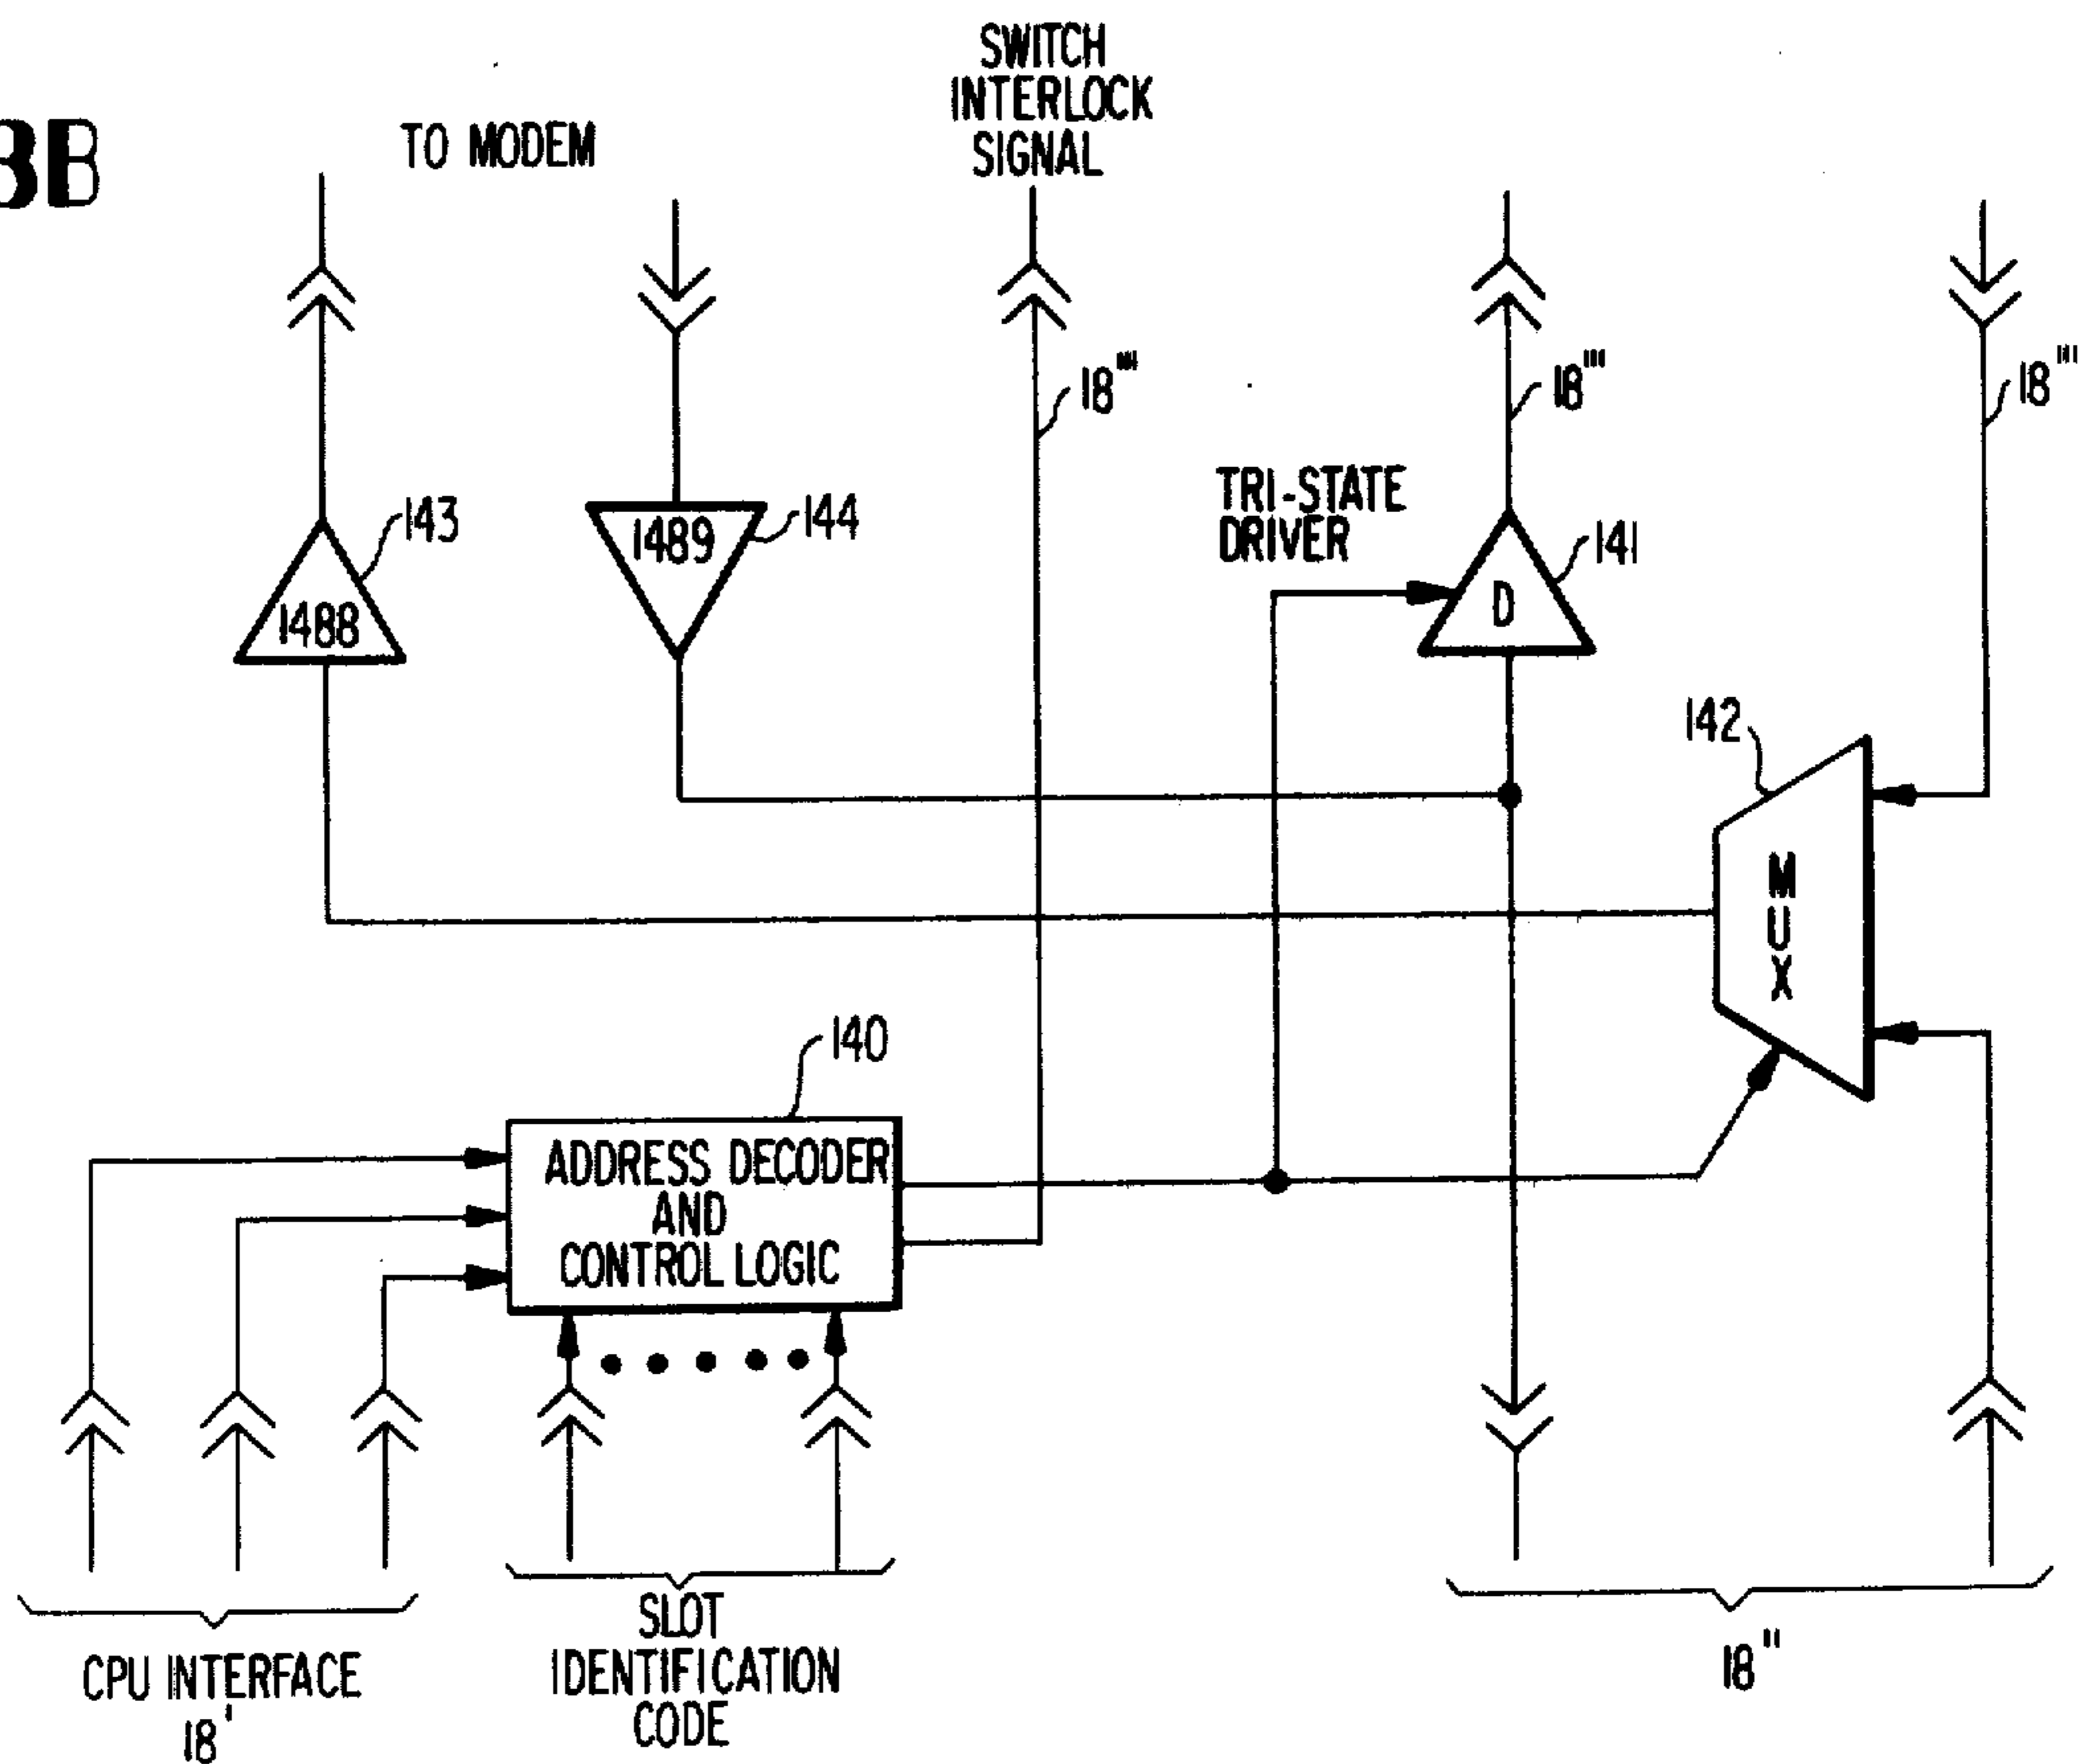 3B
TO MODEM
SWITCH
INTERLOCK
SIGNAL
18""
18'''
18'''
TRI-STATE
DRIVER
143
1488
1489
144
141
D
142
MUX
140
ADDRESS DECODER
AND
CONTROL LOGIC
CPU INTERFACE
18'
SLOT
IDENTIFICATION
CODE
18"